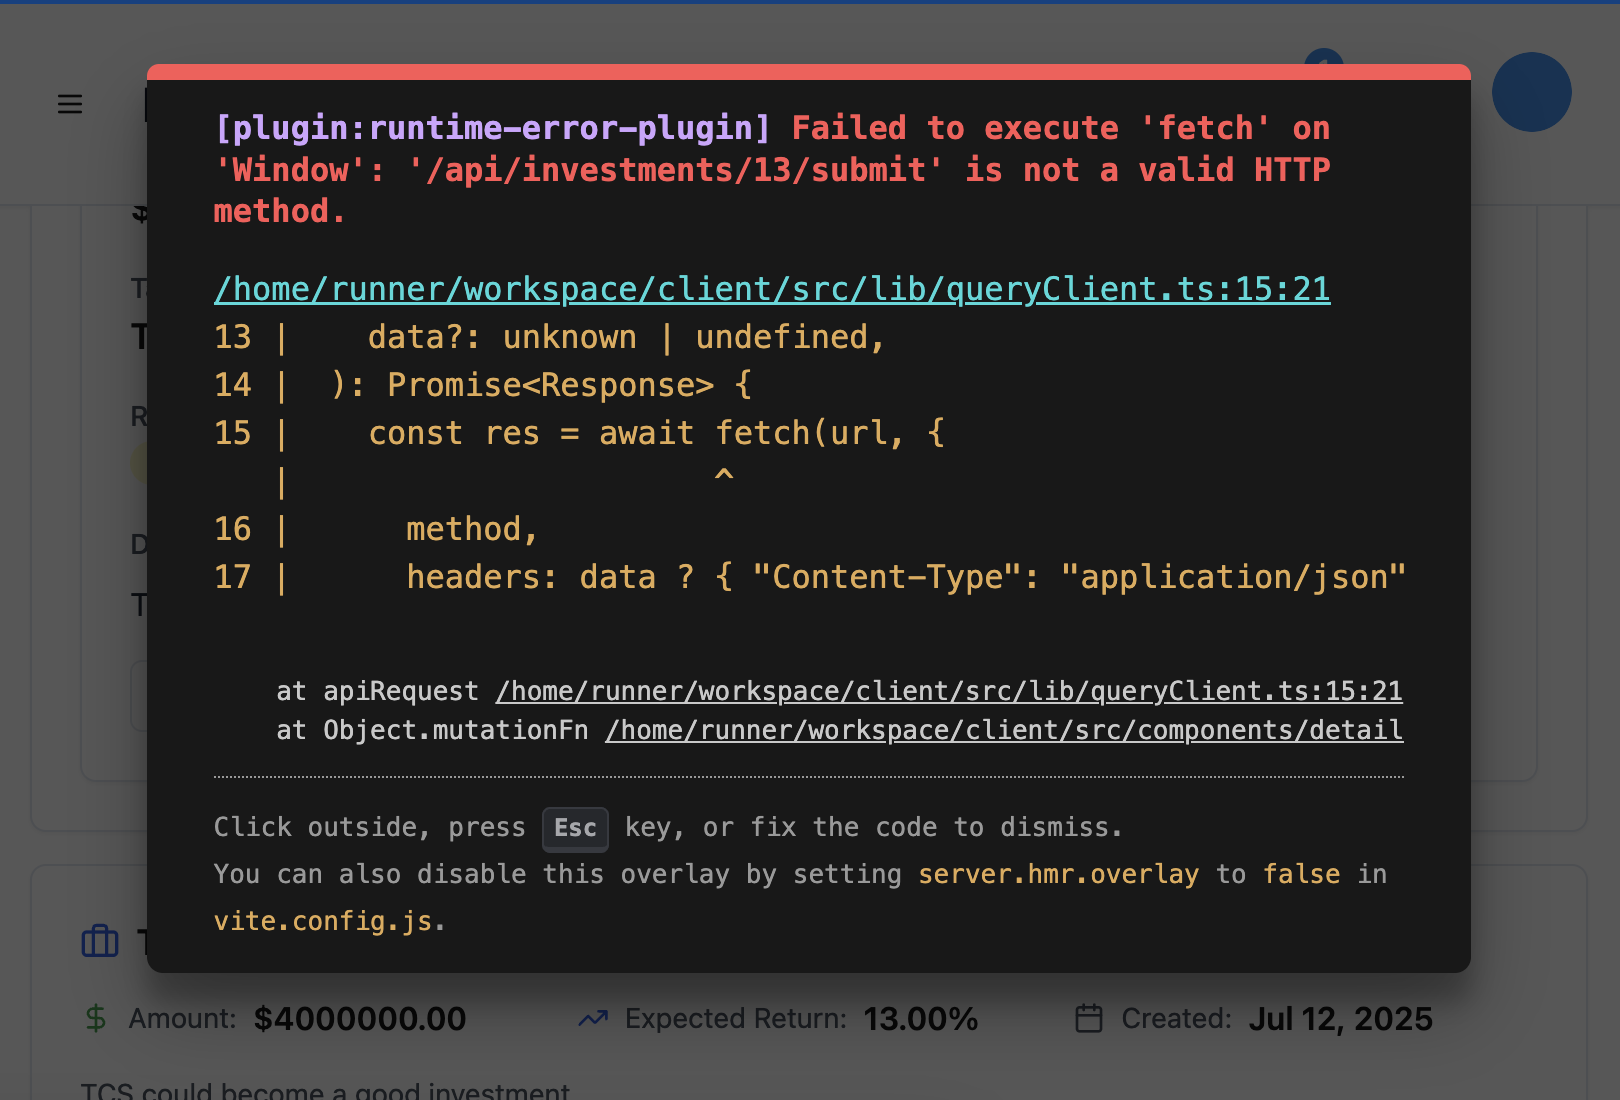 [plugin:runtime-error-plugin] Failed to execute 'fetch' on
'Window': '/api/investments/13/submit' is not a valid HTTP
method.
/home/runner/workspace/client/src/lib/queryClient.ts:15:21
13 |    data?: unknown | undefined,
14 |  ): Promise<Response> {
15 |    const res = await fetch(url, {
   |                      ^
16 |      method,
17 |      headers: data ? { "Content-Type": "application/json"
at apiRequest /home/runner/workspace/client/src/lib/queryClient.ts:15:21
at Object.mutationFn /home/runner/workspace/client/src/components/detail
Click outside, press Esc key, or fix the code to dismiss.
You can also disable this overlay by setting server.hmr.overlay to false in
vite.config.js.
Amount: $4000000.00 Expected Return: 13.00% Created: Jul 12, 2025
TCS could become a good investment